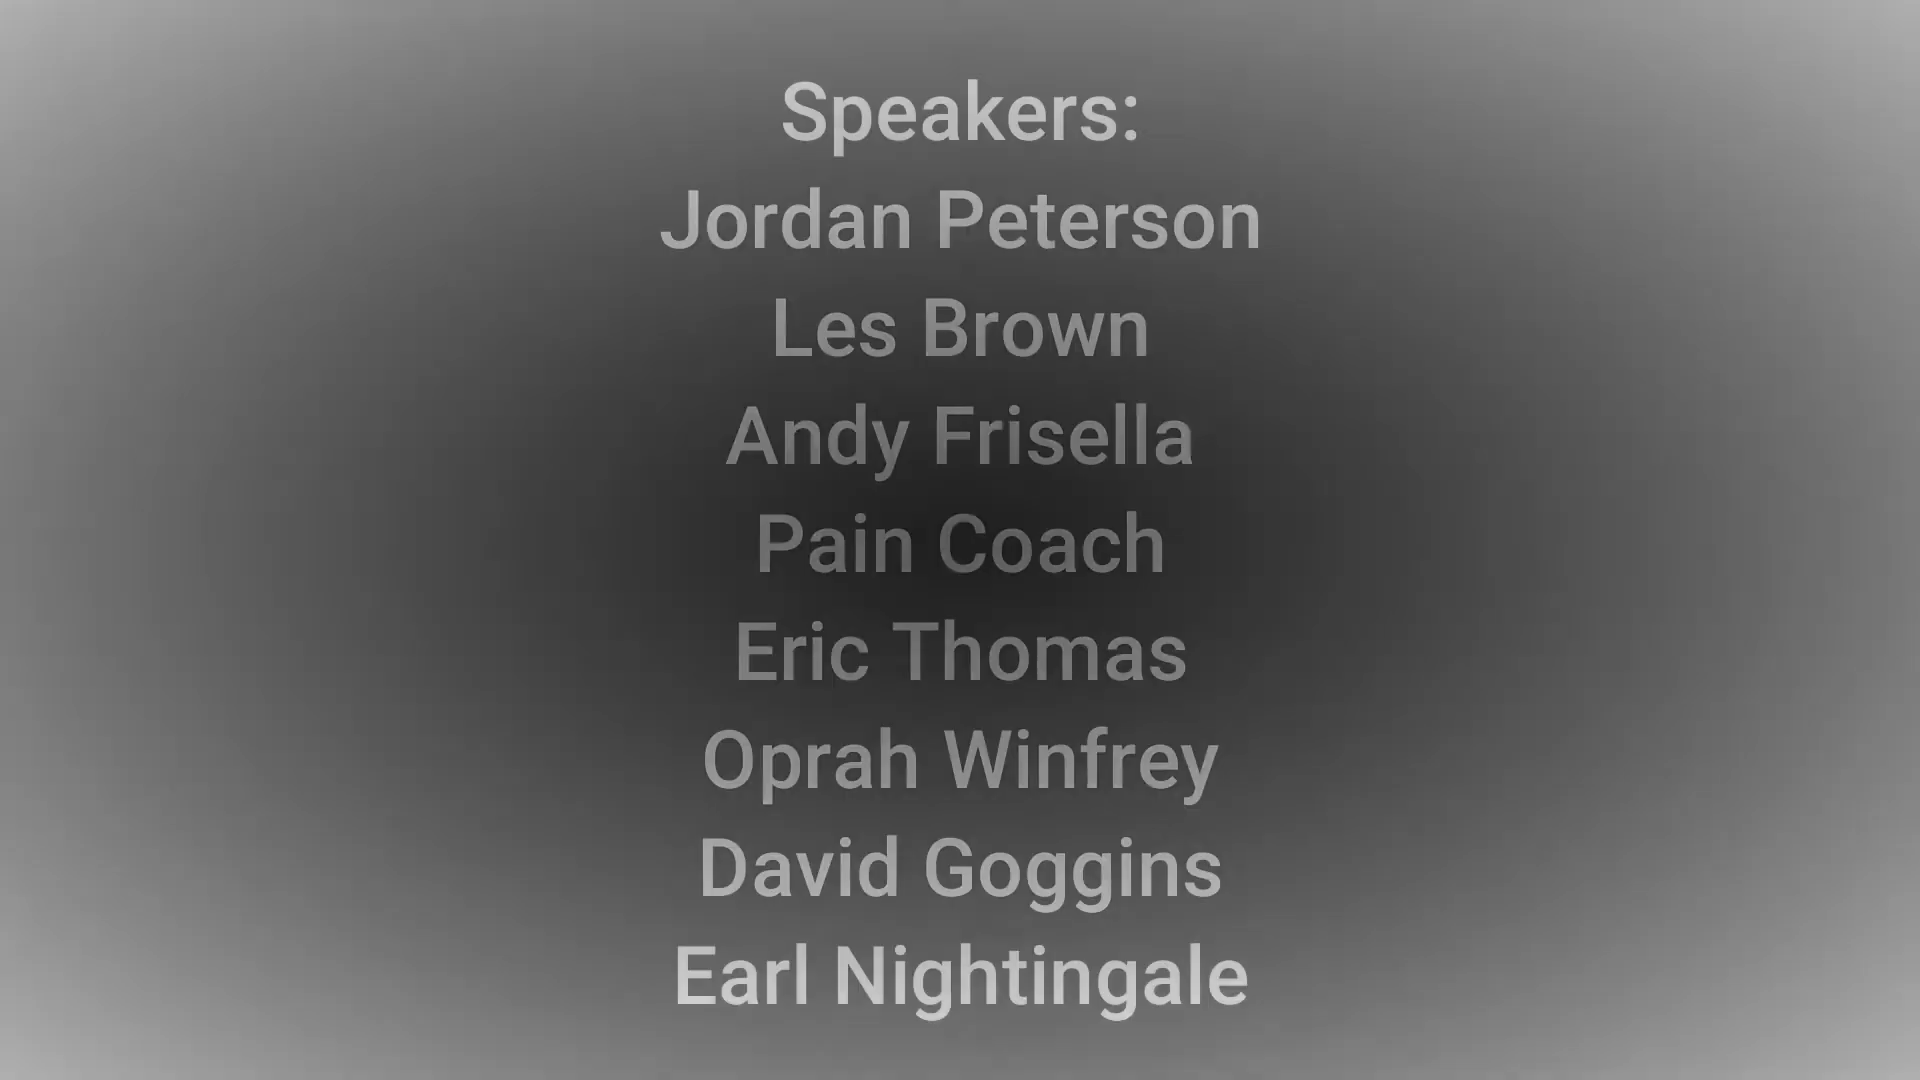 Speakers:
Jordan Peterson
Les Brown
Andy Frisella
Pain Coach
Eric Thomas
Oprah Winfrey
David Goggins
Earl Nightingale